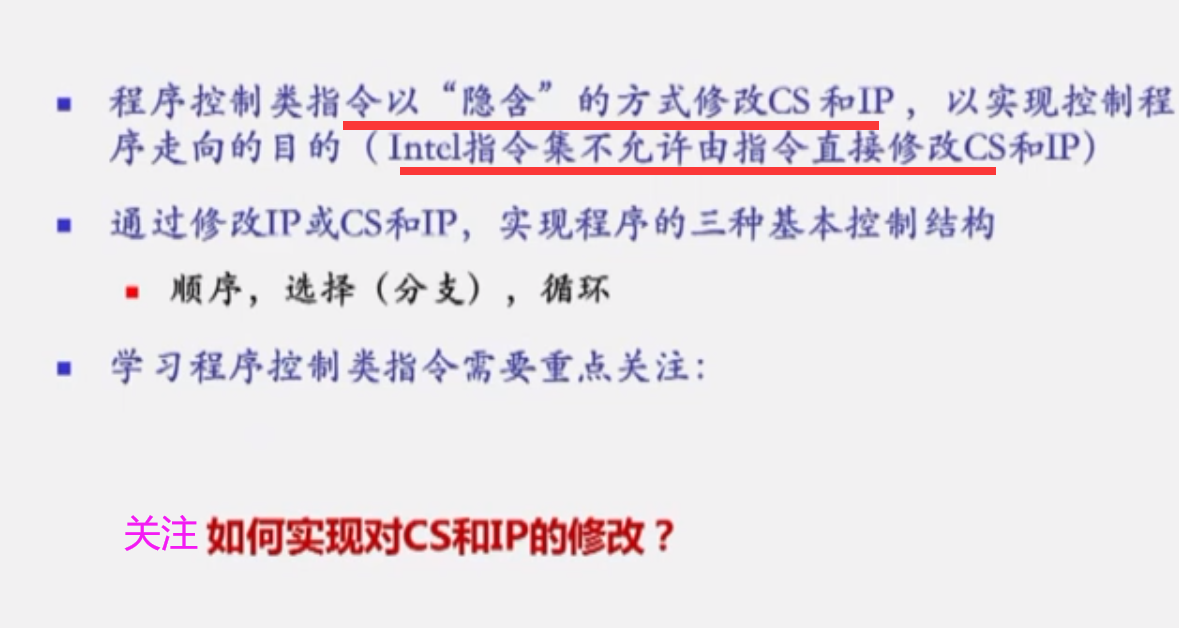 程序控制类指令以“隐含”的方式修改CS 和IP，以实现控制程
序走向的目的（Intel指令集不允许由指令直接修改CS和IP）
通过修改IP或CS和IP，实现程序的三种基本控制结构
顺序，选择（分支），循环
学习程序控制类指令需要重点关注：
关注 如何实现对CS和IP的修改？